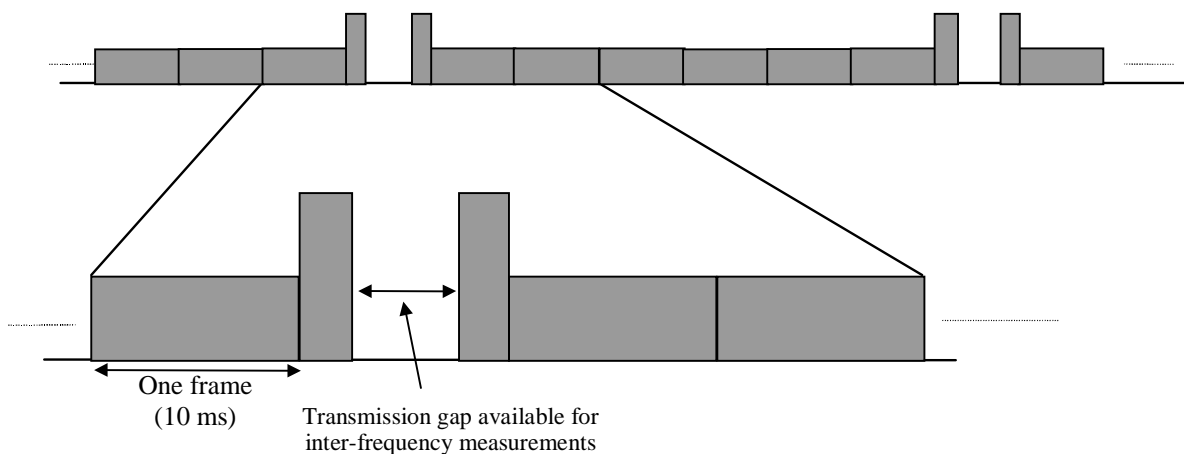 One frame
(10 ms)
Transmission gap available for
inter-frequency measurements